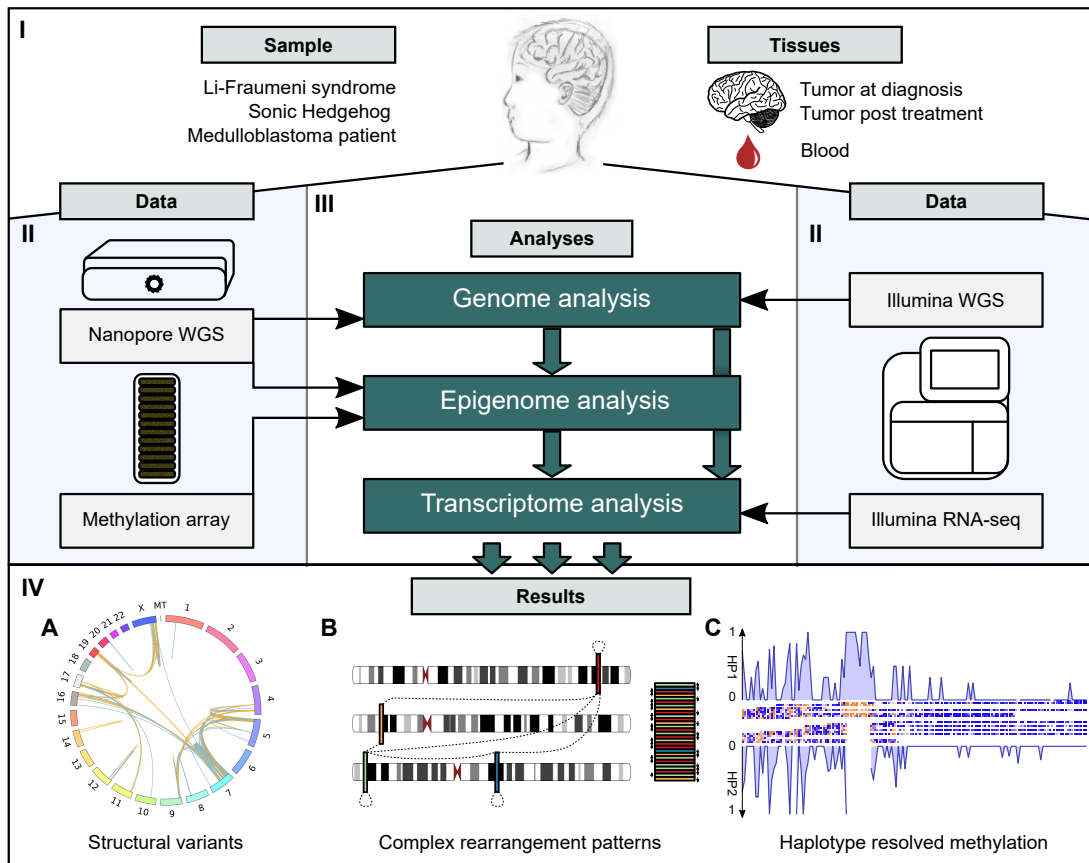 I
Sample
Li-Fraumeni syndrome
Sonic Hedgehog
Medulloblastoma patient
Tissues
Tumor at diagnosis
Tumor post treatment
Blood
Data
II
Nanopore WGS
Methylation array
III
Analyses
Genome analysis
Epigenome analysis
Transcriptome analysis
Data
II
Illumina WGS
Illumina RNA-seq
IV
Results
A
1
2
3
4
5
6
7
8
9
10
11
12
13
14
15
16
17
18
19
20
21
22
X
MT
Structural variants
B
Complex rearrangement patterns
C
1
HP1
0
0
HP2
1
Haplotype resolved methylation